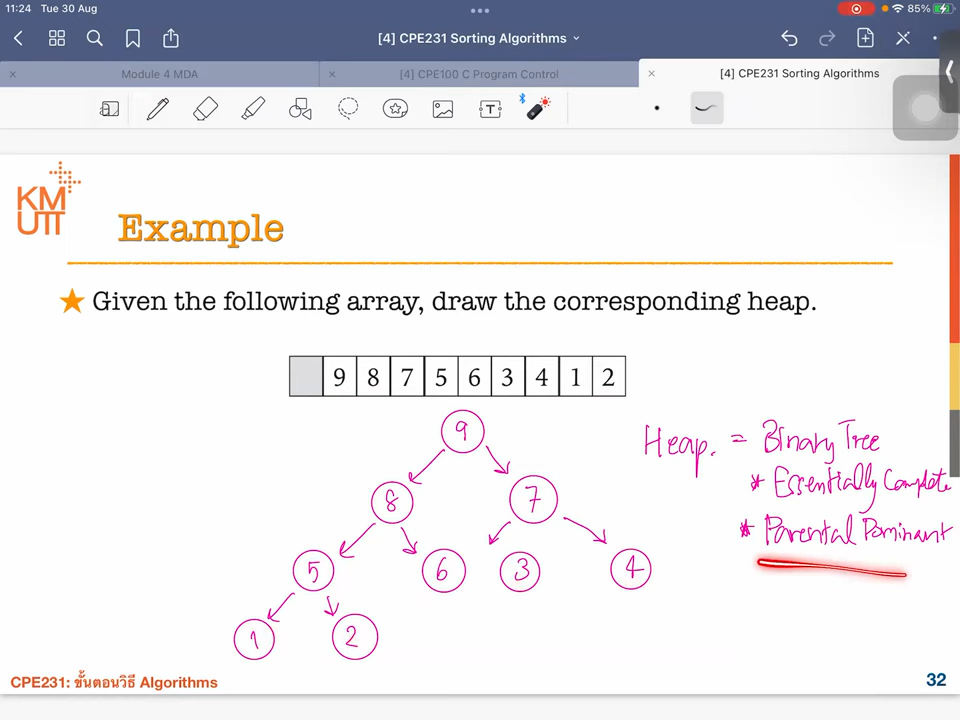 11:24 Tue 30 Aug
85%
[4] CPE231 Sorting Algorithms
Module 4 MDA
[4] CPE100 C Program Control
[4] CPE231 Sorting Algorithms
T
KM
UTT
Example
Given the following array, draw the corresponding heap.
9 8 7 5 6 3 4 1 2
9
Heap. = Binary Tree
8 7
* Essentially Complete
* Parental Dominant
5 6 3 4
1 2
CPE231: ขั้นตอนวิธี Algorithms
32